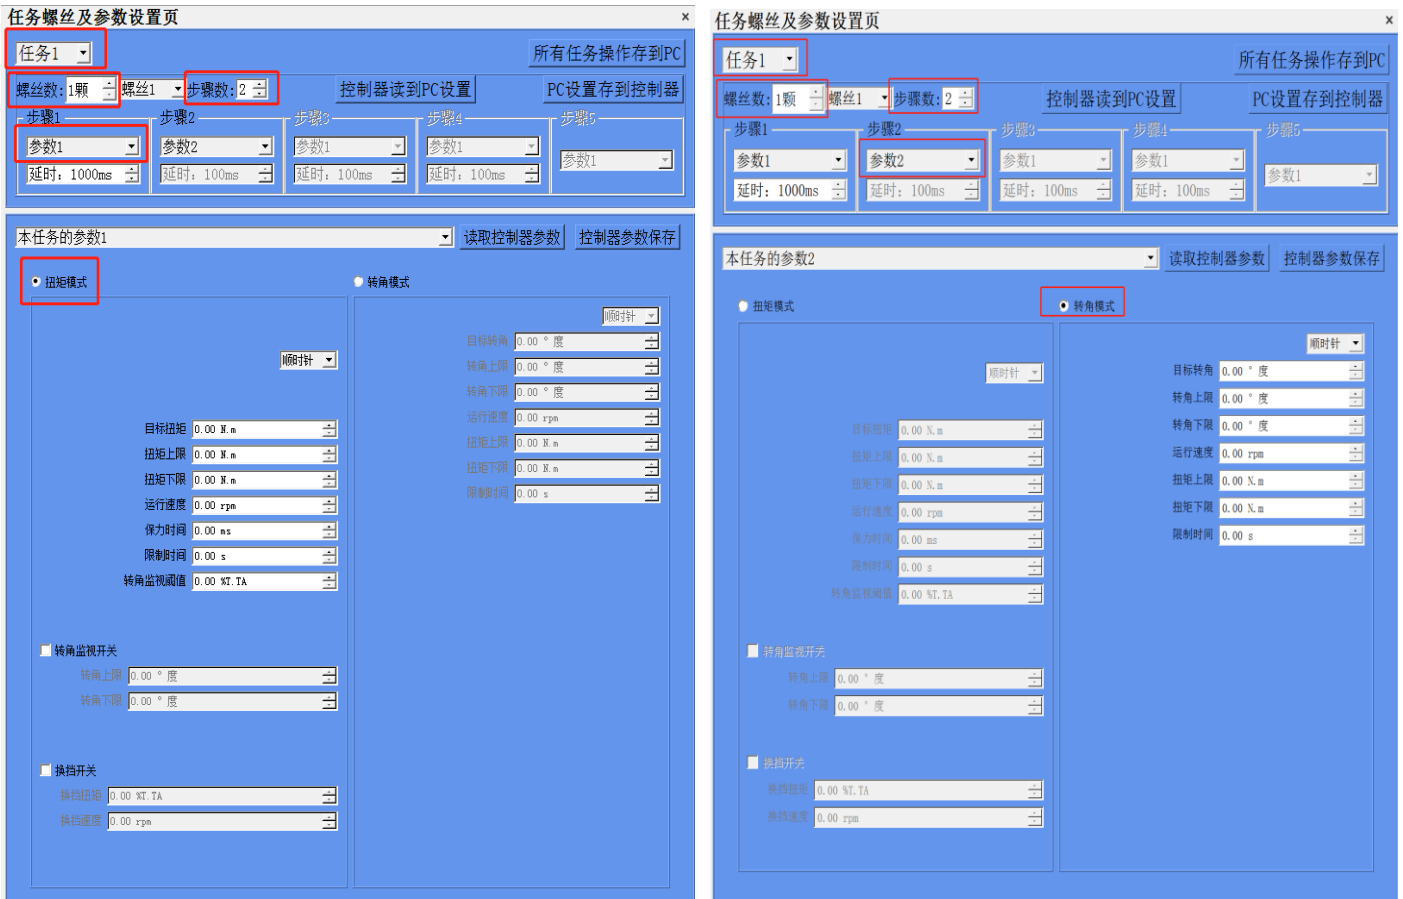 任务螺丝及参数设置页 ×
任务1 所有任务操作存到PC
螺丝数: 1颗 螺丝1 步骤数: 2 控制器读到PC设置 PC设置存到控制器
步骤1 步骤2 步骤3 步骤4 步骤5
参数1 参数2 参数1 参数1 参数1
延时: 1000ms 延时: 100ms 延时: 100ms 延时: 100ms
本任务的参数1 读取控制器参数 控制器参数保存
扭矩模式 转角模式
顺时针
目标扭矩 0.00 N.m
扭矩上限 0.00 N.m
扭矩下限 0.00 N.m
运行速度 0.00 rpm
保力时间 0.00 ms
限制时间 0.00 s
转角监视阈值 0.00 %T.TA
转角监视开关
转角上限 0.00 ° 度
转角下限 0.00 ° 度
换挡开关
换挡扭矩 0.00 %T.TA
换挡速度 0.00 rpm
顺时针
目标转角 0.00 ° 度
转角上限 0.00 ° 度
转角下限 0.00 ° 度
运行速度 0.00 rpm
扭矩上限 0.00 N.m
扭矩下限 0.00 N.m
限制时间 0.00 s
任务螺丝及参数设置页 ×
任务1 所有任务操作存到PC
螺丝数: 1颗 螺丝1 步骤数: 2 控制器读到PC设置 PC设置存到控制器
步骤1 步骤2 步骤3 步骤4 步骤5
参数1 参数2 参数1 参数1 参数1
延时: 1000ms 延时: 100ms 延时: 100ms 延时: 100ms
本任务的参数2 读取控制器参数 控制器参数保存
扭矩模式 转角模式
顺时针
目标扭矩 0.00 N.m
扭矩上限 0.00 N.m
扭矩下限 0.00 N.m
运行速度 0.00 rpm
保力时间 0.00 ms
限制时间 0.00 s
转角监视阈值 0.00 %T.TA
转角监视开关
转角上限 0.00 ° 度
转角下限 0.00 ° 度
换挡开关
换挡扭矩 0.00 %T.TA
换挡速度 0.00 rpm
顺时针
目标转角 0.00 ° 度
转角上限 0.00 ° 度
转角下限 0.00 ° 度
运行速度 0.00 rpm
扭矩上限 0.00 N.m
扭矩下限 0.00 N.m
限制时间 0.00 s